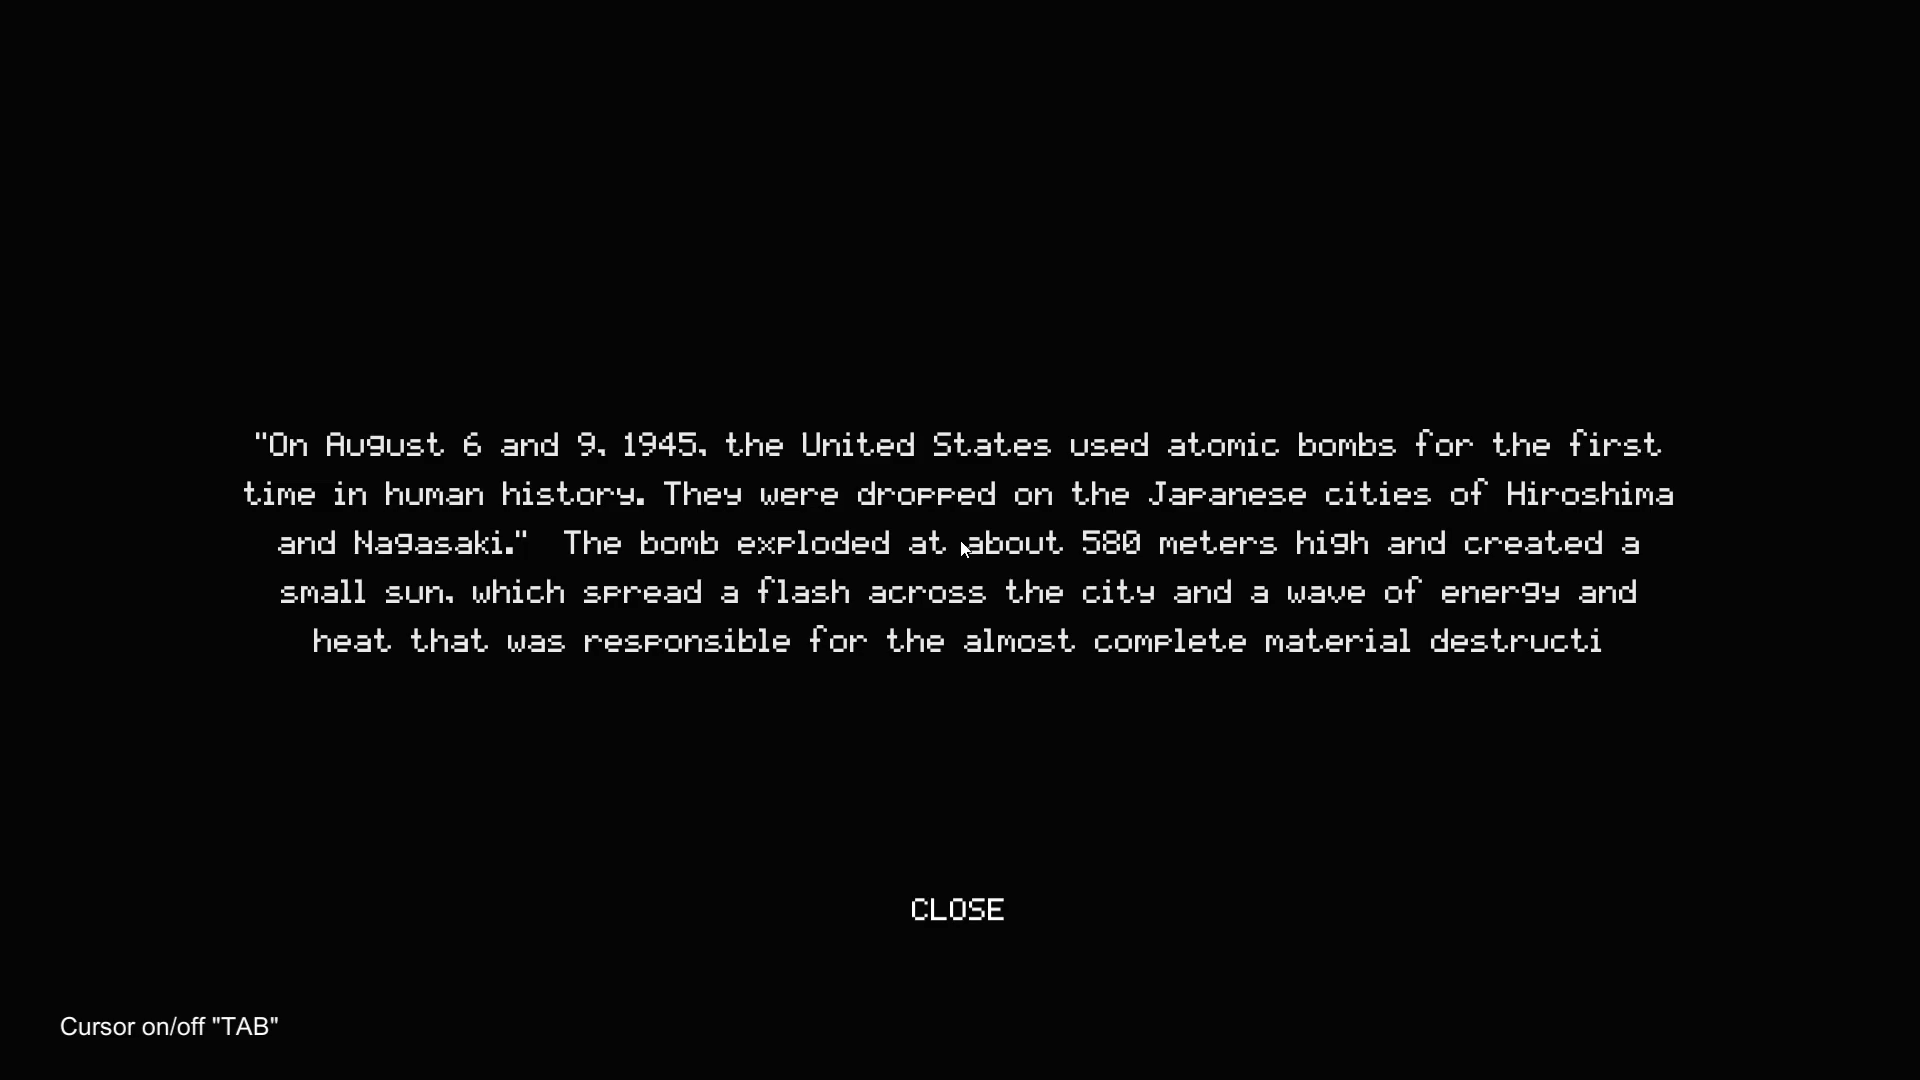 "On August 6 and 9, 1945, the United States used atomic bombs for the first
time in human history. They were dropped on the Japanese cities of Hiroshima
and Nagasaki."  The bomb exploded at about 580 meters high and created a
small sun, which spread a flash across the city and a wave of energy and
heat that was responsible for the almost complete material destructi
CLOSE
Cursor on/off "TAB"